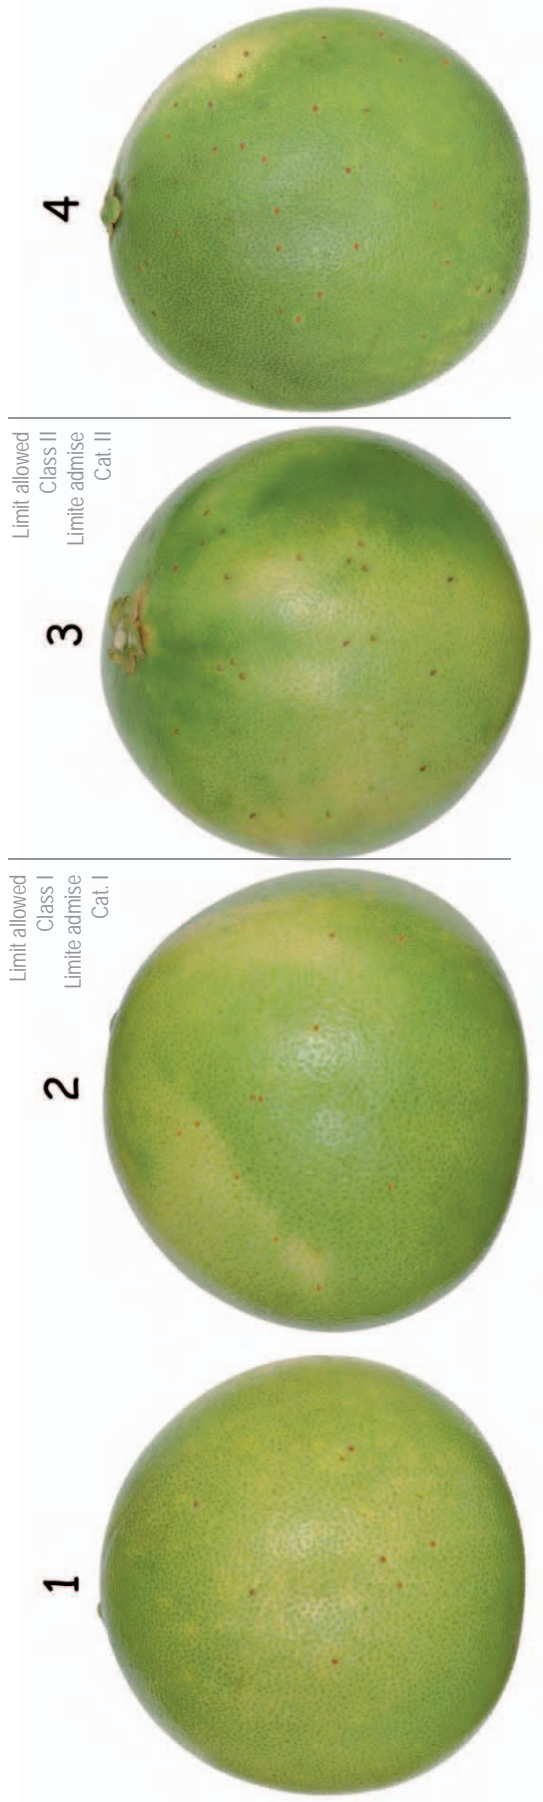 1
2
Limit allowed
Class I
Limite admise
Cat. I
3
Limit allowed
Class II
Limite admise
Cat. II
4